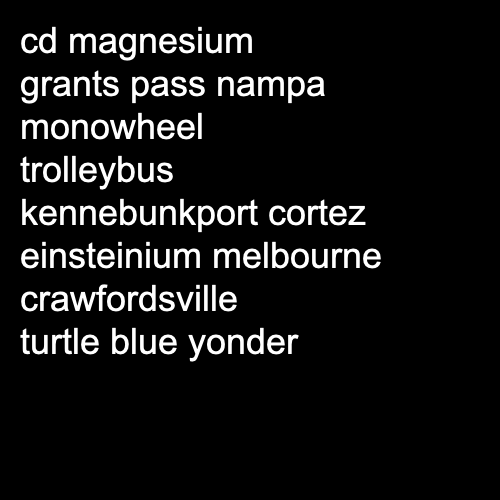 cd magnesium
grants pass nampa
monowheel
trolleybus
kennebunkport cortez
einsteinium melbourne
crawfordsville
turtle blue yonder